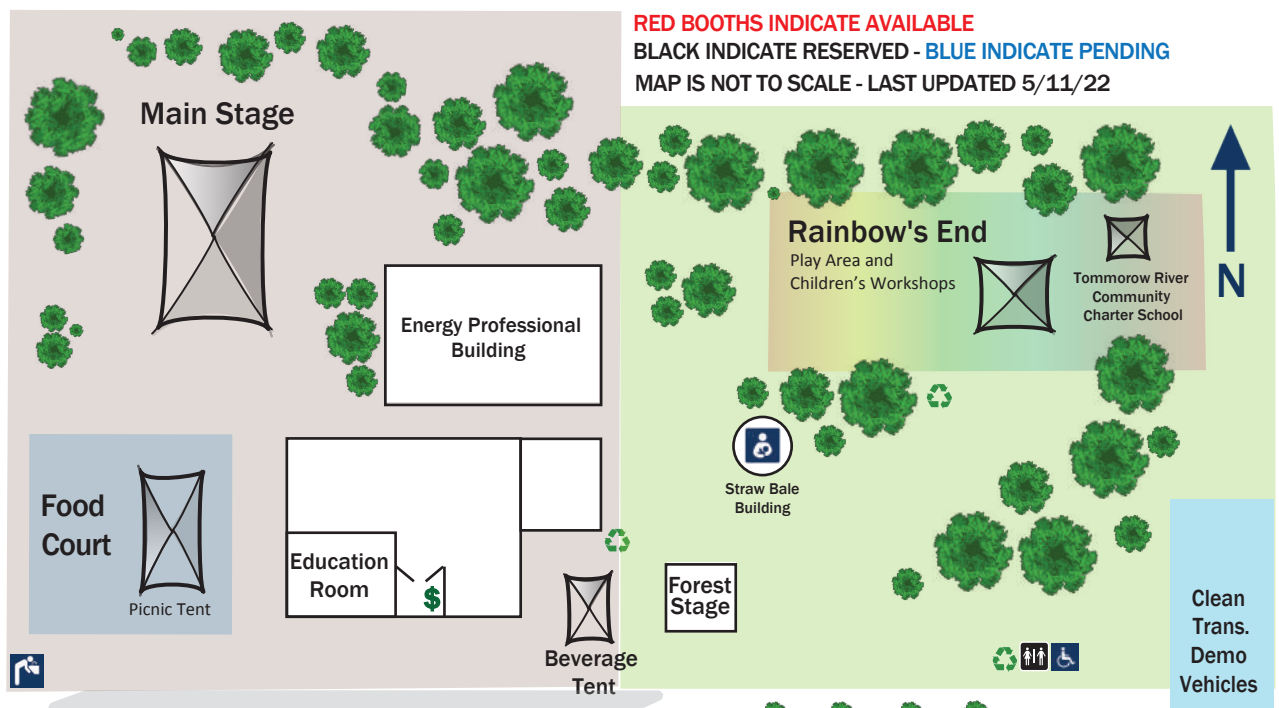 RED BOOTHS INDICATE AVAILABLE
BLACK INDICATE RESERVED - BLUE INDICATE PENDING
MAP IS NOT TO SCALE - LAST UPDATED 5/11/22
Main Stage
Rainbow's End
Play Area and
Children's Workshops
Tommorow River
Community
Charter School
N
Energy Professional
Building
Straw Bale
Building
Food
Court
Picnic Tent
Education
Room
$
Beverage
Tent
Forest
Stage
Clean
Trans.
Demo
Vehicles